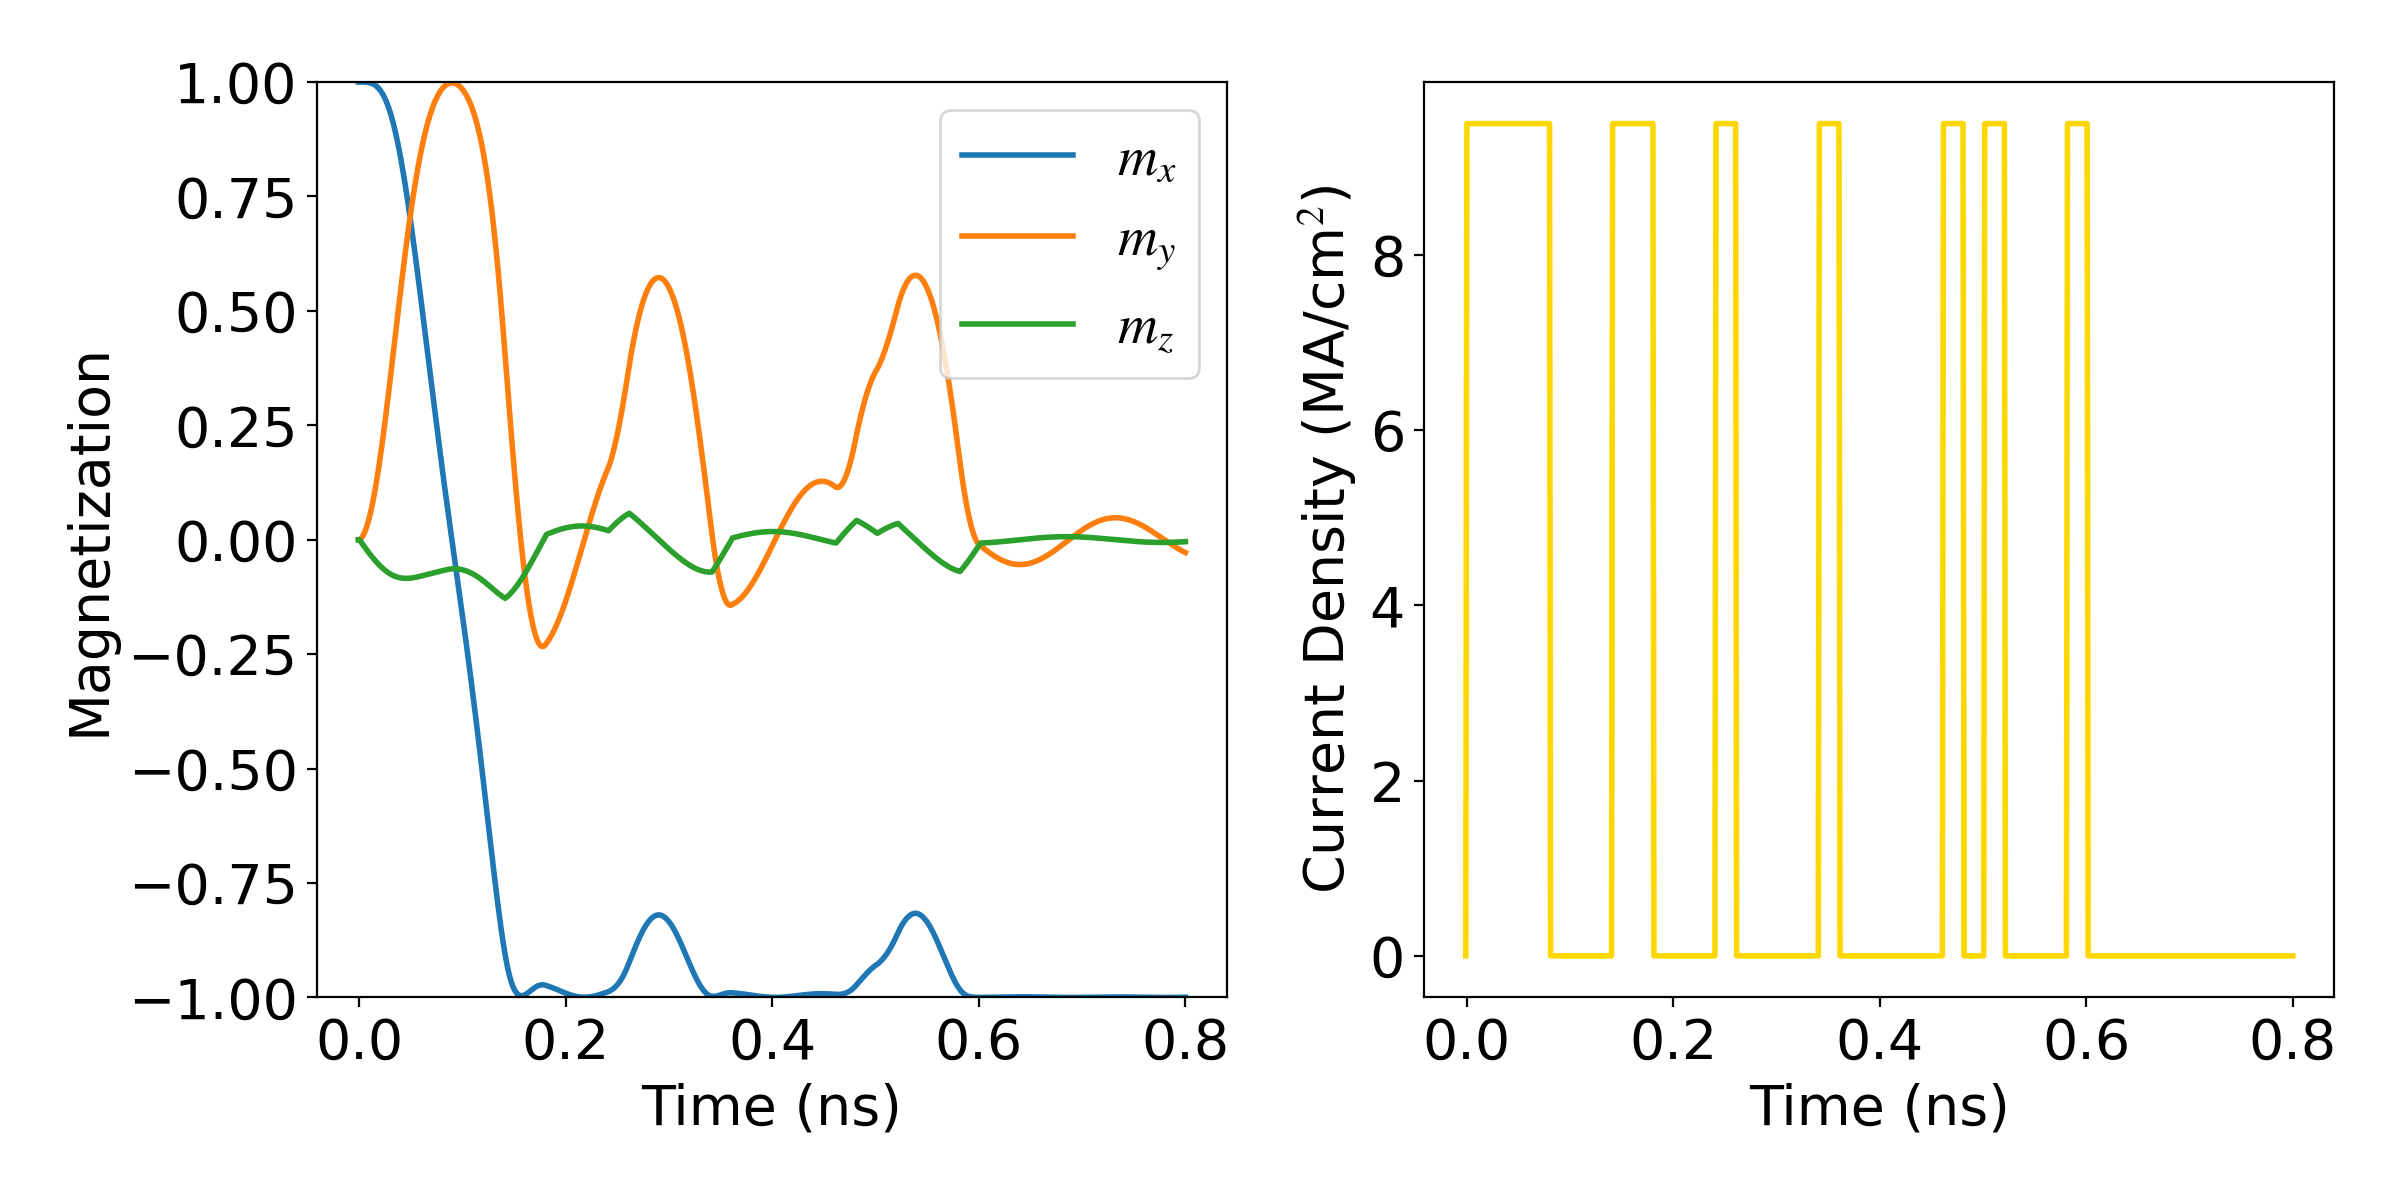 1.00
0.75
0.50
0.25
0.00
−0.25
−0.50
−0.75
−1.00
Magnetization
0.0 0.2 0.4 0.6 0.8
Time (ns)
m_x
m_y
m_z
8
6
4
2
0
Current Density (MA/cm²)
0.0 0.2 0.4 0.6 0.8
Time (ns)